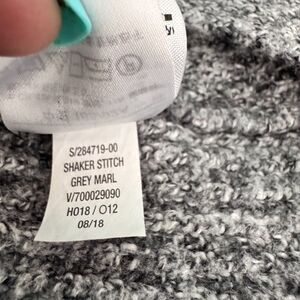 S/284719-00
SHAKER STITCH
GREY MARL
V/700029090
H018 / O12
08/18